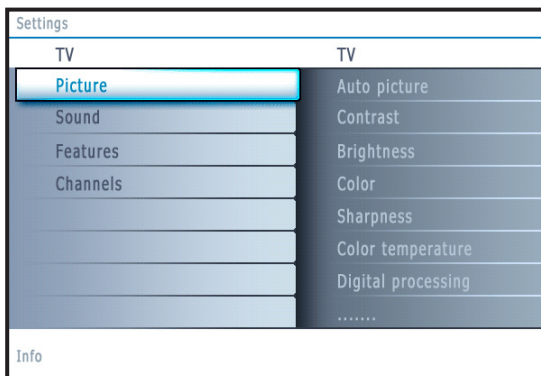 Settings
TV
Picture
Sound
Features
Channels
TV
Auto picture
Contrast
Brightness
Color
Sharpness
Color temperature
Digital processing
.......
Info